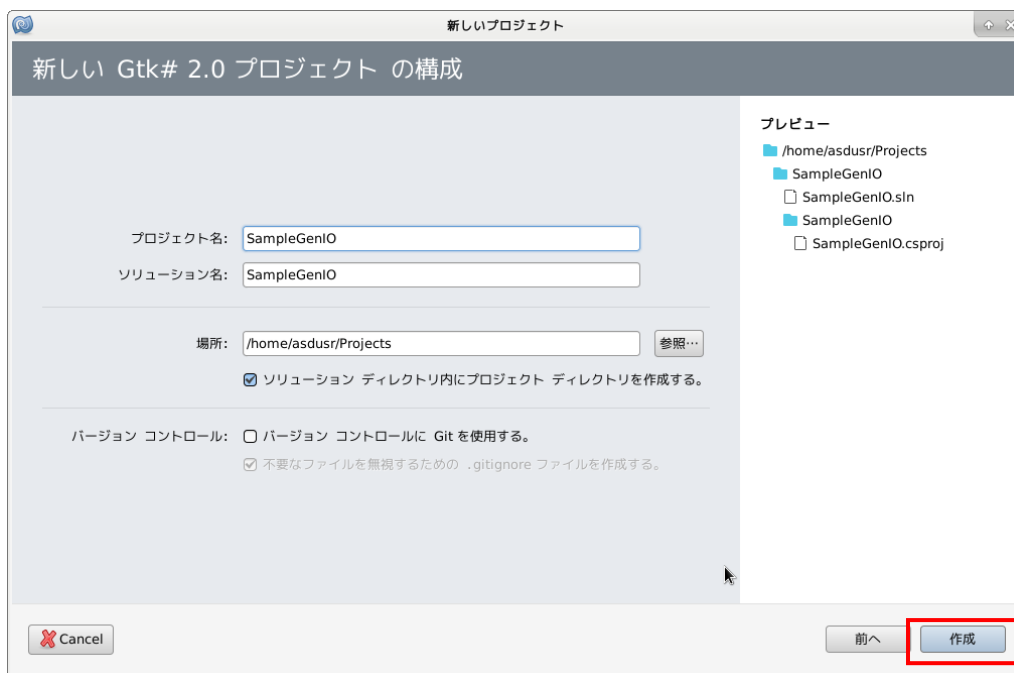 新しいプロジェクト
新しい Gtk# 2.0 プロジェクト の構成
プロジェクト名: SampleGenIO
ソリューション名: SampleGenIO
場所: /home/asdusr/Projects 参照…
ソリューション ディレクトリ内にプロジェクト ディレクトリを作成する。
バージョン コントロール: バージョン コントロールに Git を使用する。
不要なファイルを無視するための .gitignore ファイルを作成する。
プレビュー
/home/asdusr/Projects
SampleGenIO
SampleGenIO.sln
SampleGenIO
SampleGenIO.csproj
Cancel 前へ 作成